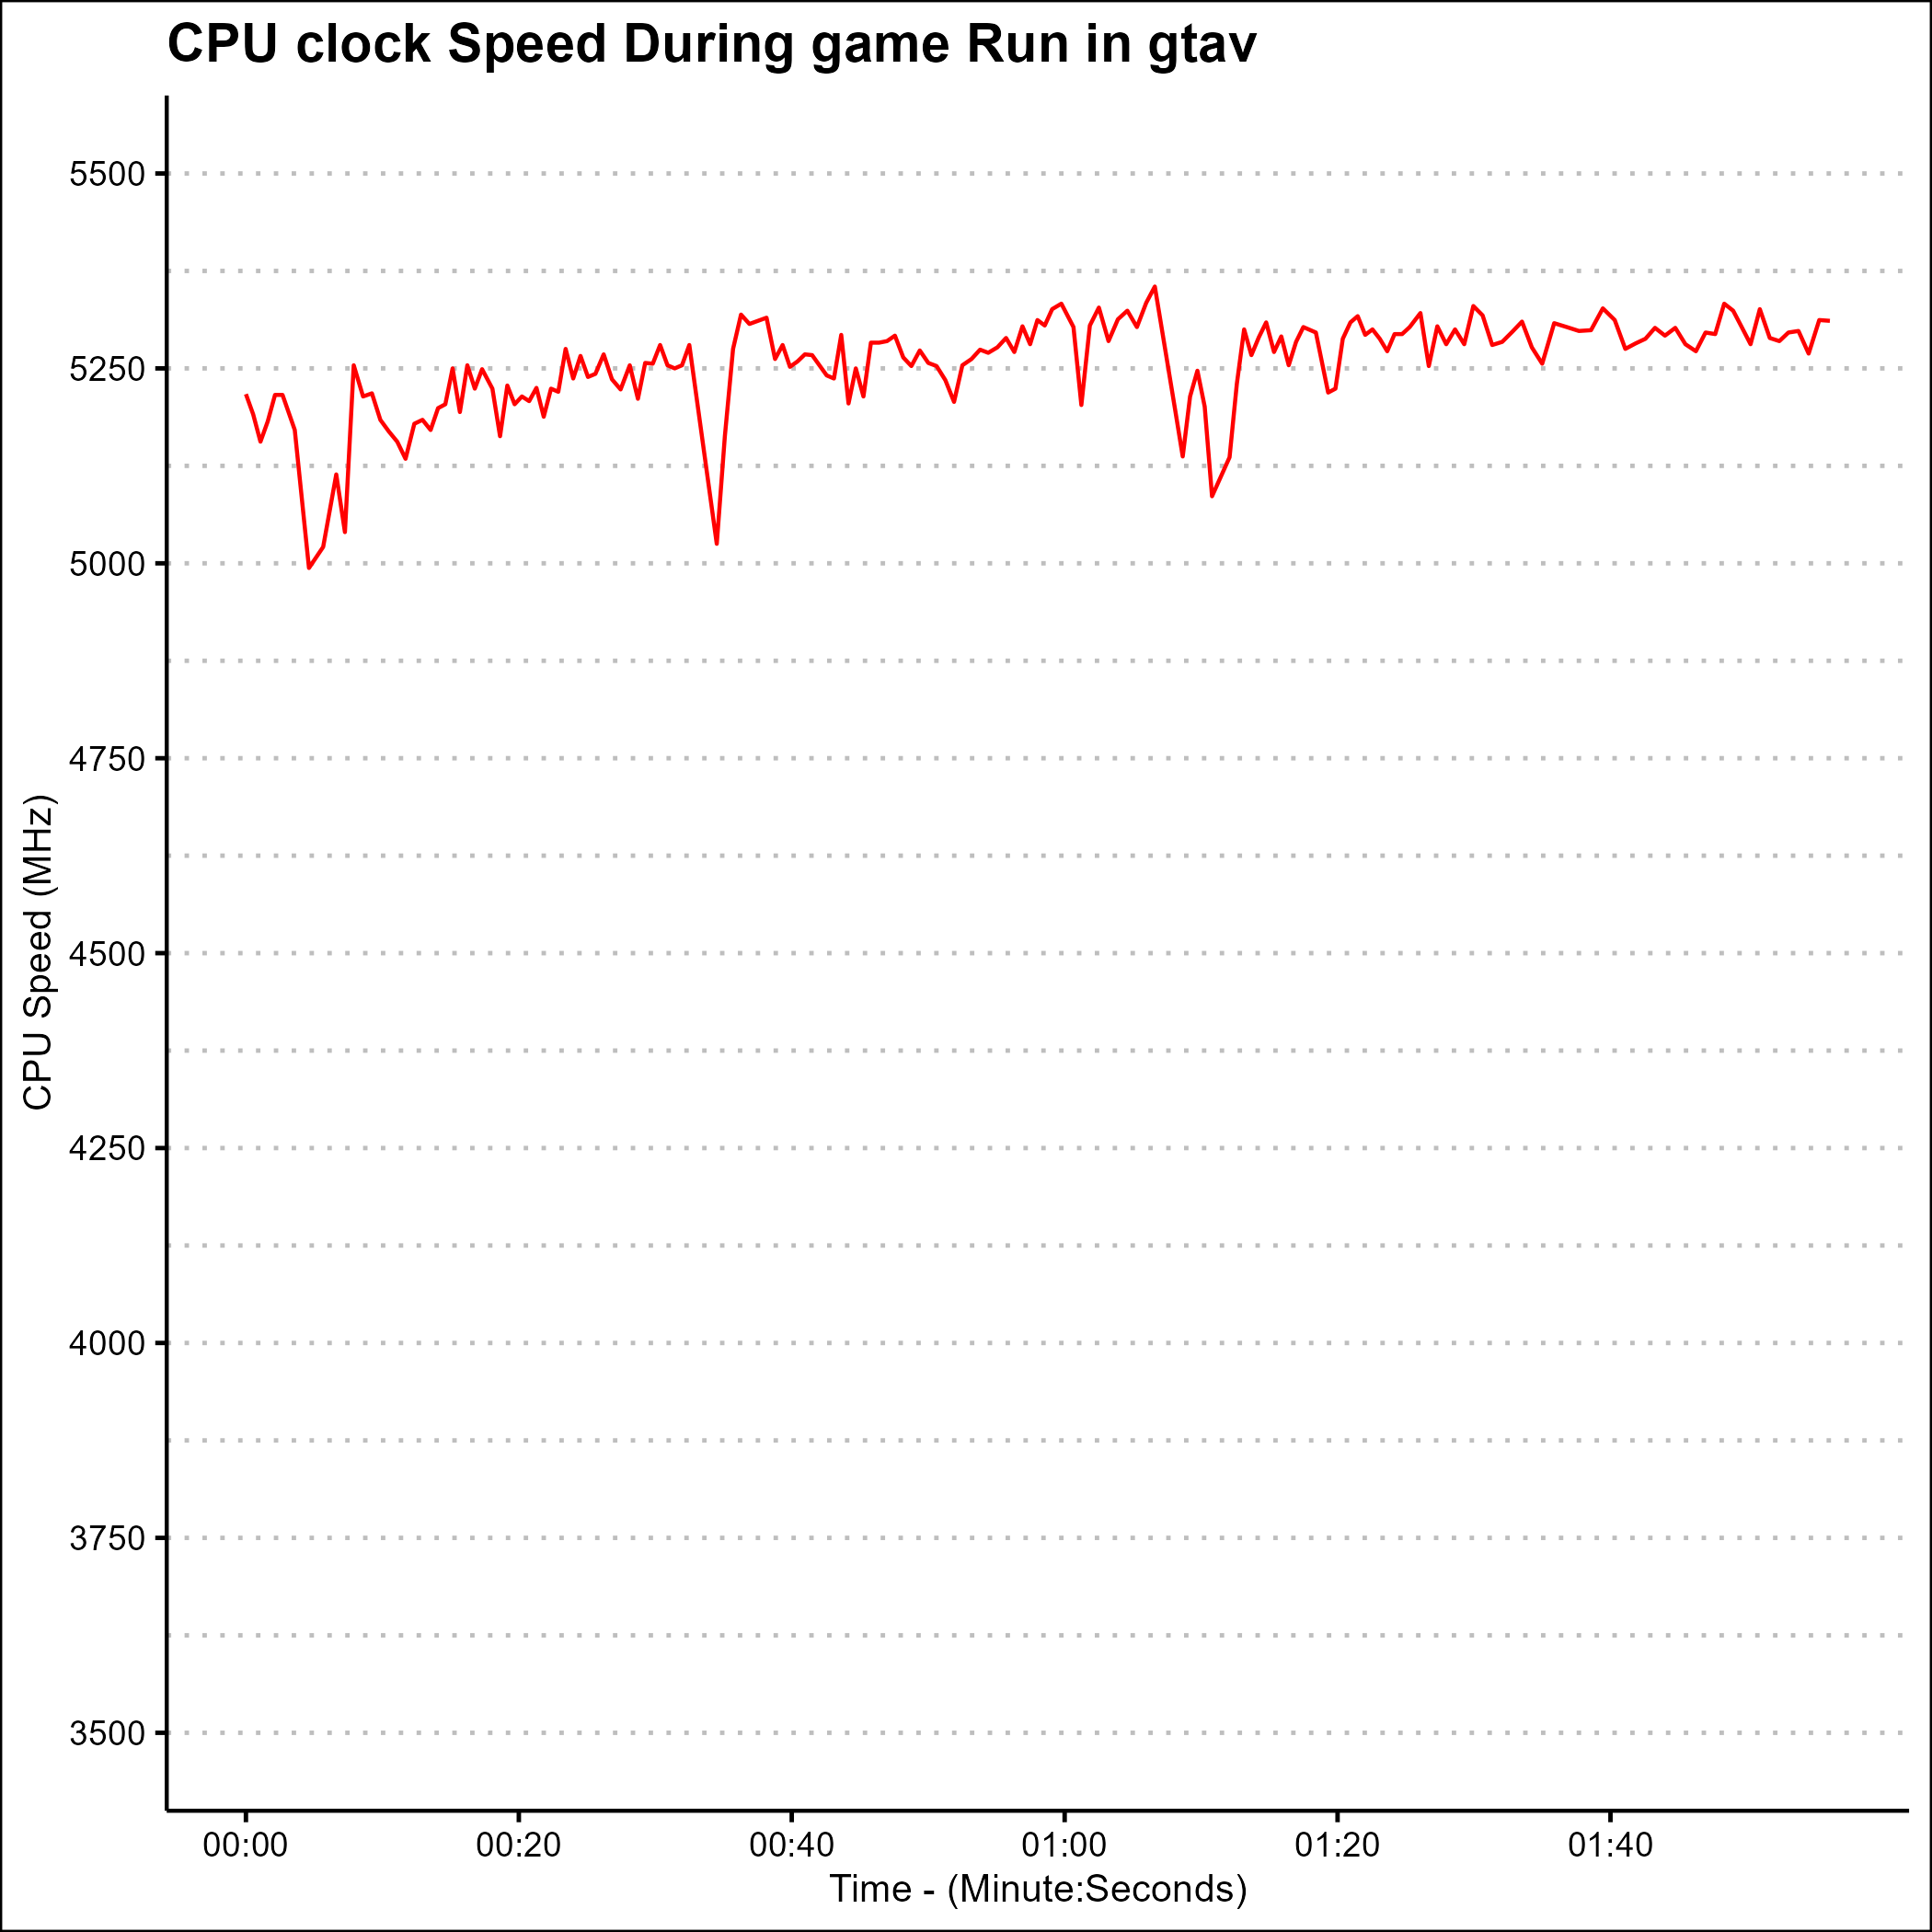 CPU clock Speed During game Run in gtav
5500
5250
5000
4750
4500
4250
4000
3750
3500
CPU Speed (MHz)
00:00 00:20 00:40 01:00 01:20 01:40
Time - (Minute:Seconds)